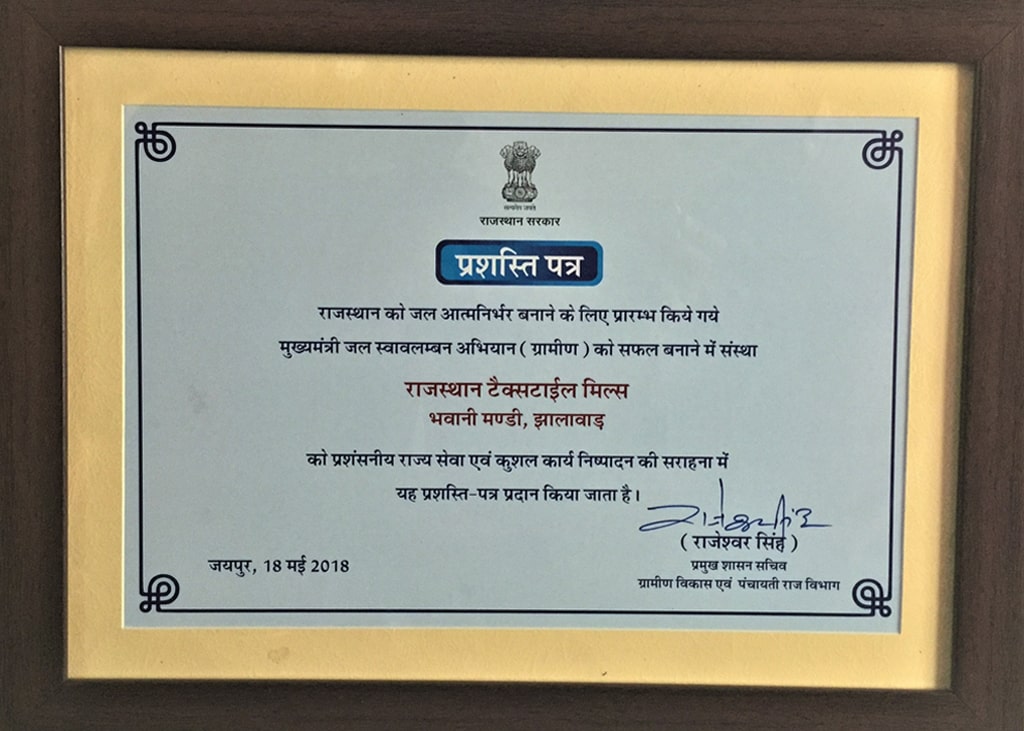 सत्यमेव जयते
राजस्थान सरकार
प्रशस्ति पत्र
राजस्थान को जल आत्मनिर्भर बनाने के लिए प्रारम्भ किये गये
मुख्यमंत्री जल स्वावलम्बन अभियान ( ग्रामीण ) को सफल बनाने में संस्था
राजस्थान टैक्सटाईल मिल्स
भवानी मण्डी, झालावाड़
को प्रशंसनीय राज्य सेवा एवं कुशल कार्य निष्पादन की सराहना में
यह प्रशस्ति-पत्र प्रदान किया जाता है।
( राजेश्वर सिंह )
जयपुर, 18 मई 2018
प्रमुख शासन सचिव
ग्रामीण विकास एवं पंचायती राज विभाग